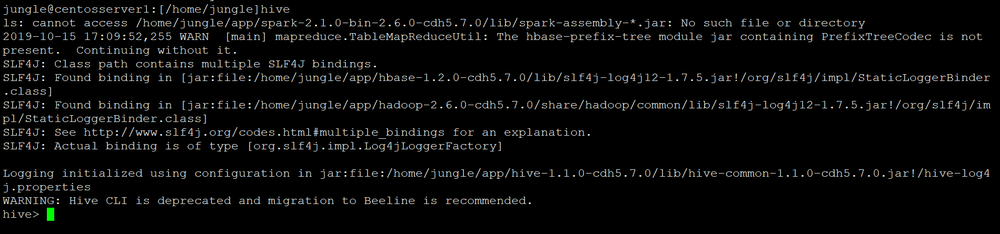 jungle@centosserver1:[/home/jungle]hive
ls: cannot access /home/jungle/app/spark-2.1.0-bin-2.6.0-cdh5.7.0/lib/spark-assembly-*.jar: No such file or directory
2019-10-15 17:09:52,255 WARN  [main] mapreduce.TableMapReduceUtil: The hbase-prefix-tree module jar containing PrefixTreeCodec is not
present.  Continuing without it.
SLF4J: Class path contains multiple SLF4J bindings.
SLF4J: Found binding in [jar:file:/home/jungle/app/hbase-1.2.0-cdh5.7.0/lib/slf4j-log4j12-1.7.5.jar!/org/slf4j/impl/StaticLoggerBinder
.class]
SLF4J: Found binding in [jar:file:/home/jungle/app/hadoop-2.6.0-cdh5.7.0/share/hadoop/common/lib/slf4j-log4j12-1.7.5.jar!/org/slf4j/im
pl/StaticLoggerBinder.class]
SLF4J: See http://www.slf4j.org/codes.html#multiple_bindings for an explanation.
SLF4J: Actual binding is of type [org.slf4j.impl.Log4jLoggerFactory]
Logging initialized using configuration in jar:file:/home/jungle/app/hive-1.1.0-cdh5.7.0/lib/hive-common-1.1.0-cdh5.7.0.jar!/hive-log4
j.properties
WARNING: Hive CLI is deprecated and migration to Beeline is recommended.
hive>